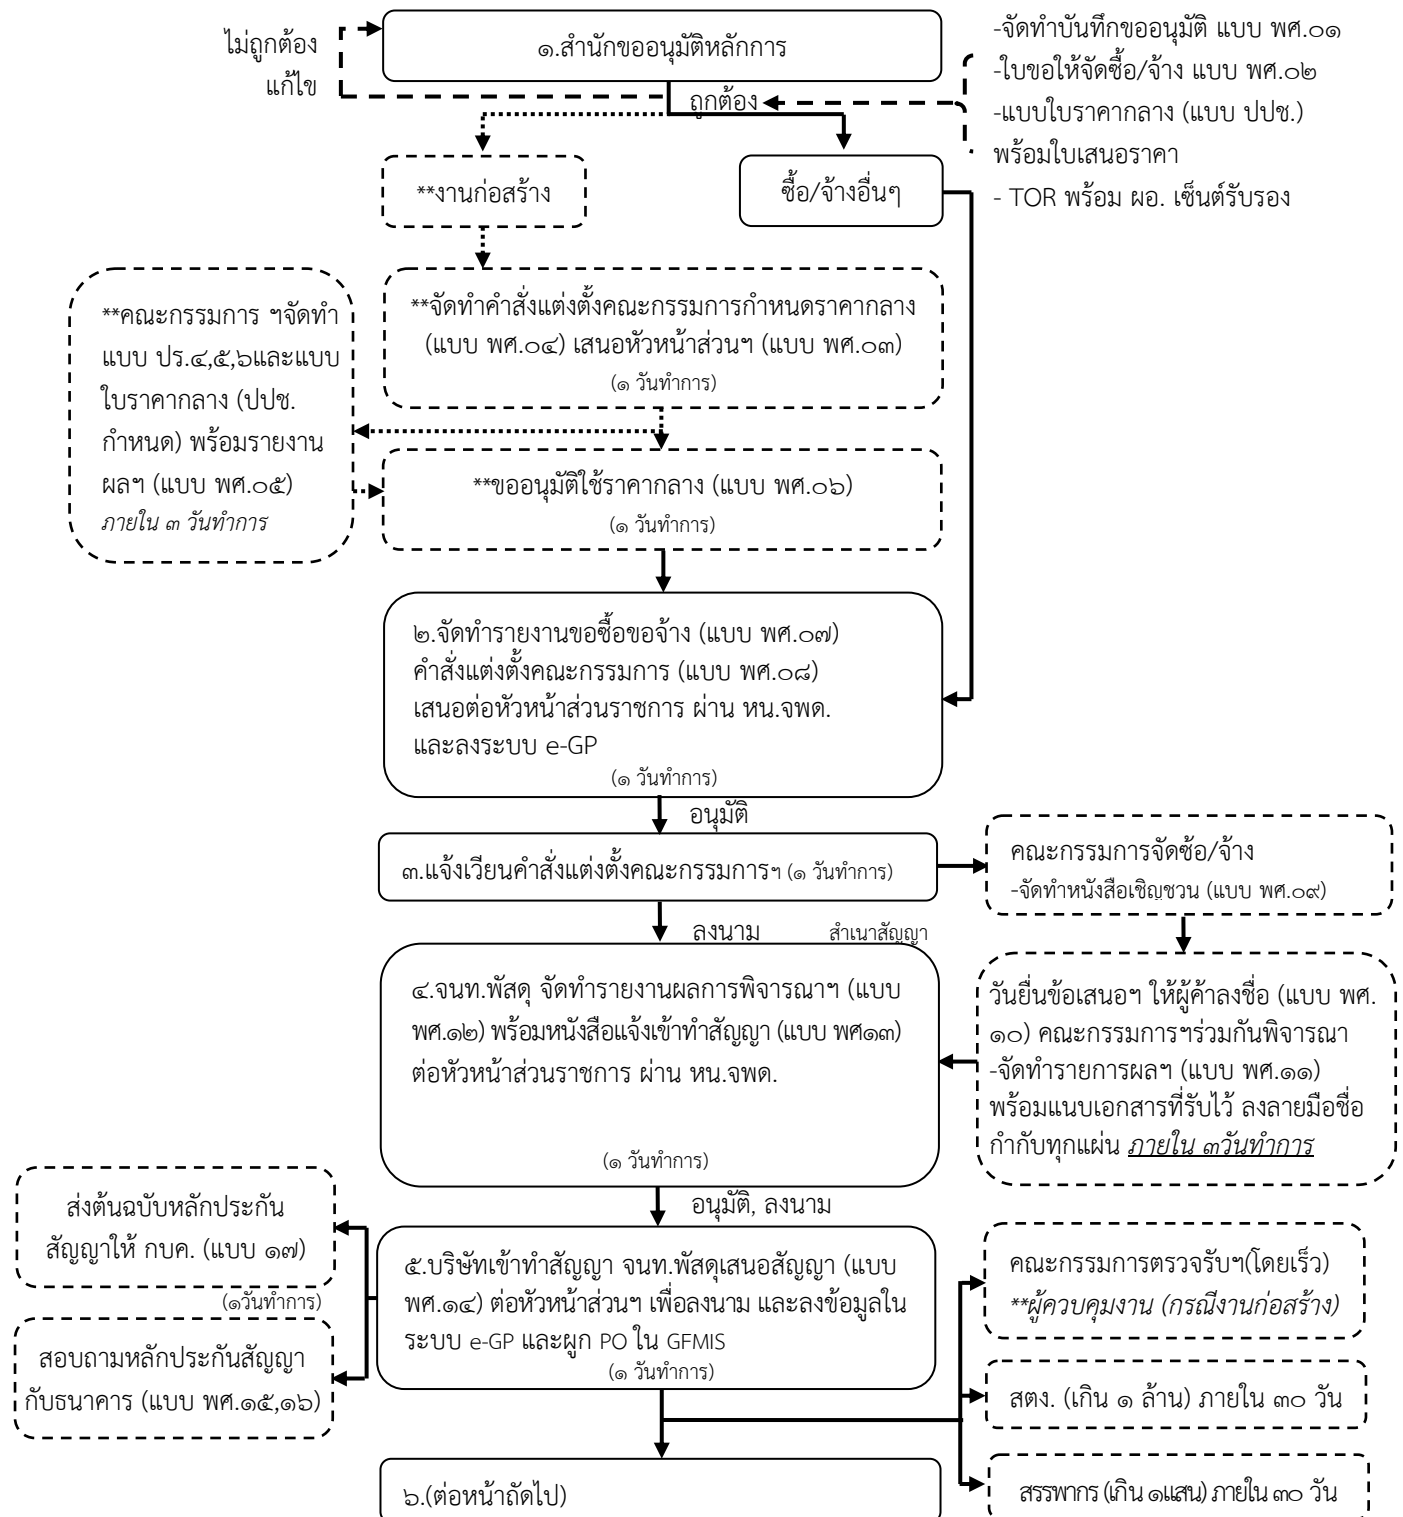 ไม่ถูกต้อง
แก้ไข
๑.สำนักขออนุมัติหลักการ
ถูกต้อง
-จัดทำบันทึกขออนุมัติ แบบ พศ.๐๑
-ใบขอให้จัดซื้อ/จ้าง แบบ พศ.๐๒
-แบบใบราคากลาง (แบบ ปปช.)
พร้อมใบเสนอราคา
- TOR พร้อม ผอ. เซ็นต์รับรอง
**งานก่อสร้าง
ซื้อ/จ้างอื่นๆ
**จัดทำคำสั่งแต่งตั้งคณะกรรมการกำหนดราคากลาง
(แบบ พศ.๐๔) เสนอหัวหน้าส่วนฯ (แบบ พศ.๐๓)
(๑ วันทำการ)
**คณะกรรมการ ฯจัดทำ
แบบ ปร.๔,๕,๖และแบบ
ใบราคากลาง (ปปช.
กำหนด) พร้อมรายงาน
ผลฯ (แบบ พศ.๐๕)
ภายใน ๓ วันทำการ
**ขออนุมัติใช้ราคากลาง (แบบ พศ.๐๖)
(๑ วันทำการ)
๒.จัดทำรายงานขอซื้อขอจ้าง (แบบ พศ.๐๗)
คำสั่งแต่งตั้งคณะกรรมการ (แบบ พศ.๐๘)
เสนอต่อหัวหน้าส่วนราชการ ผ่าน หน.จพด.
และลงระบบ e-GP
(๑ วันทำการ)
อนุมัติ
๓.แจ้งเวียนคำสั่งแต่งตั้งคณะกรรมการฯ (๑ วันทำการ)
คณะกรรมการจัดซ้อ/จ้าง
-จัดทำหนังสือเชิญชวน (แบบ พศ.๐๙)
ลงนาม
สำเนาสัญญา
๔.จนท.พัสดุ จัดทำรายงานผลการพิจารณาฯ (แบบ
พศ.๑๒) พร้อมหนังสือแจ้งเข้าทำสัญญา (แบบ พศ๑๓)
ต่อหัวหน้าส่วนราชการ ผ่าน หน.จพด.
(๑ วันทำการ)
วันยื่นข้อเสนอฯ ให้ผู้ค้าลงชื่อ (แบบ พศ.
๑๐) คณะกรรมการฯร่วมกันพิจารณา
-จัดทำรายการผลฯ (แบบ พศ.๑๑)
พร้อมแนบเอกสารที่รับไว้ ลงลายมือชื่อ
กำกับทุกแผ่น ภายใน ๓วันทำการ
อนุมัติ, ลงนาม
ส่งต้นฉบับหลักประกัน
สัญญาให้ กบค. (แบบ ๑๗)
(๑วันทำการ)
สอบถามหลักประกันสัญญา
กับธนาคาร (แบบ พศ.๑๕,๑๖)
๕.บริษัทเข้าทำสัญญา จนท.พัสดุเสนอสัญญา (แบบ
พศ.๑๔) ต่อหัวหน้าส่วนฯ เพื่อลงนาม และลงข้อมูลใน
ระบบ e-GP และผูก PO ใน GFMIS
(๑ วันทำการ)
คณะกรรมการตรวจรับฯ(โดยเร็ว)
**ผู้ควบคุมงาน (กรณีงานก่อสร้าง)
สตง. (เกิน ๑ ล้าน) ภายใน ๓๐ วัน
สรรพากร (เกิน ๑แสน) ภายใน ๓๐ วัน
๖.(ต่อหน้าถัดไป)